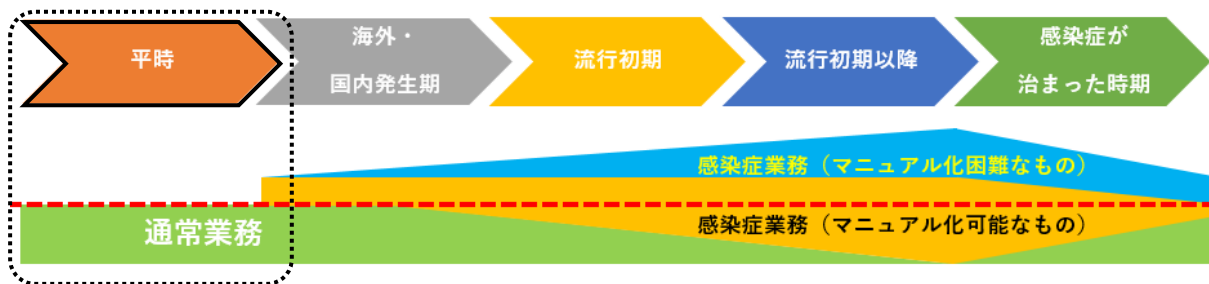 平時
海外・
国内発生期
流行初期
流行初期以降
感染症が
治まった時期
感染症業務（マニュアル化困難なもの）
感染症業務（マニュアル化可能なもの）
通常業務